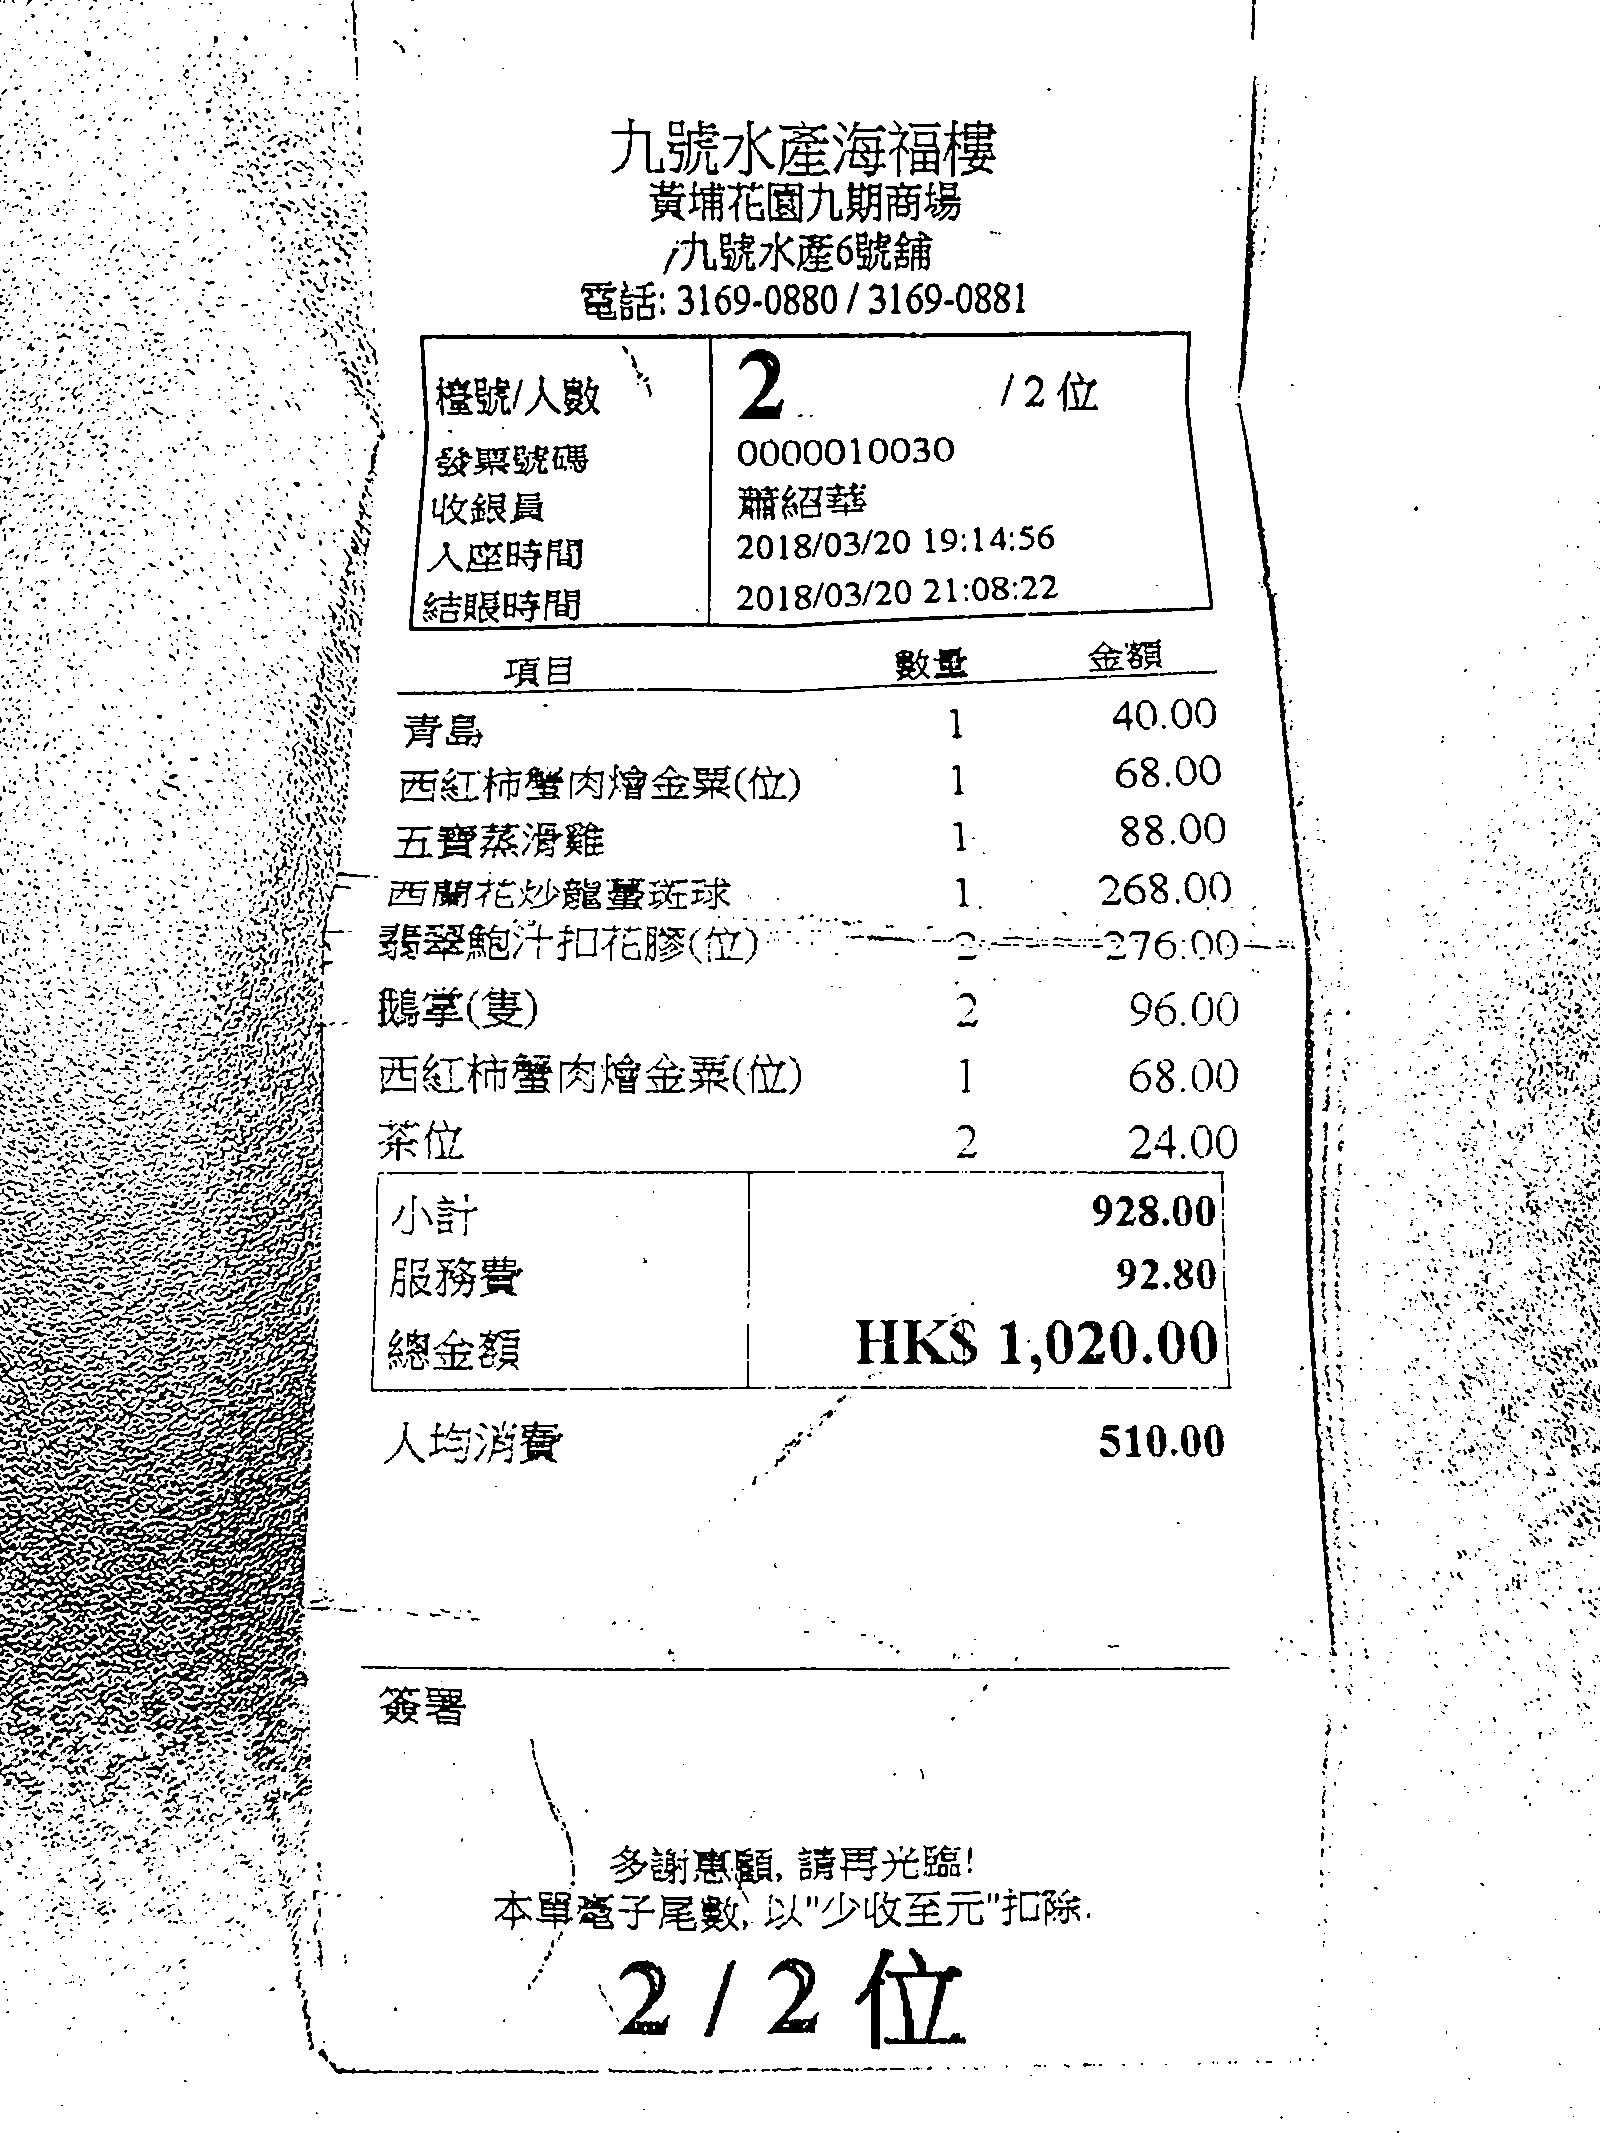 九號水產海福樓
黃埔花園九期商場
九號水產6號舖
電話: 3169-0880 / 3169-0881
檯號/人數 2 / 2 位
發票號碼 0000010030
收銀員 蕭紹華
入座時間 2018/03/20 19:14:56
結賬時間 2018/03/20 21:08:22
項目 數量 金額
青島 1 40.00
西紅柿蟹肉燴金粟(位) 1 68.00
五寶蒸滑雞 1 88.00
西蘭花炒龍躉斑球 1 268.00
翡翠鮑汁扣花膠(位) 2 276.00
鵝掌(隻) 2 96.00
西紅柿蟹肉燴金粟(位) 1 68.00
茶位 2 24.00
小計 928.00
服務費 92.80
總金額 HK$ 1,020.00
人均消費 510.00
簽署
多謝惠顧, 請再光臨!
本單毫子尾數, 以"少收至元"扣除.
2 / 2 位